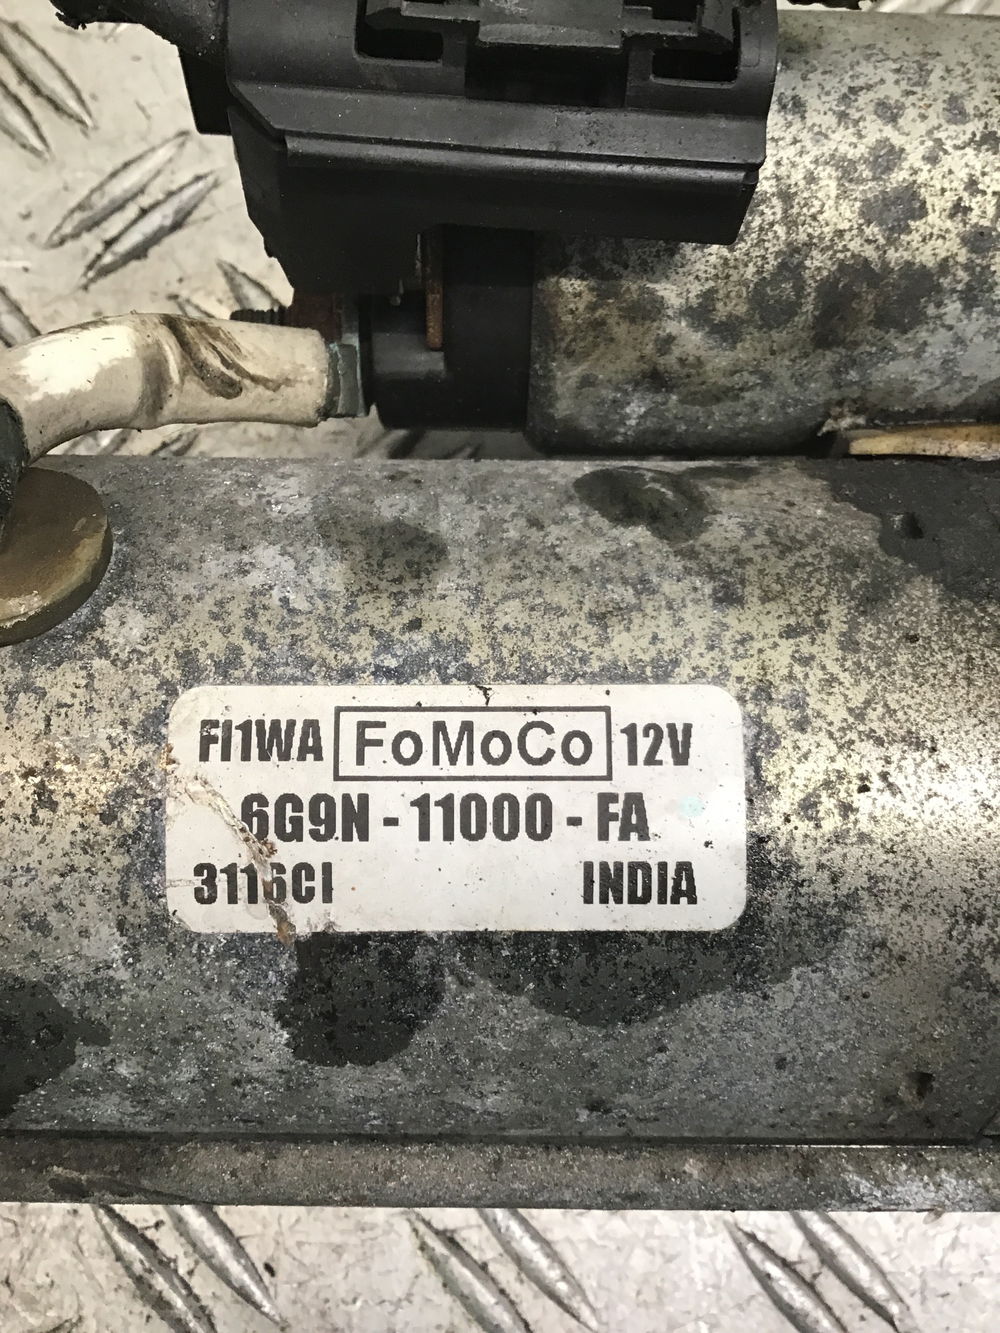 FI1WA FoMoCo 12V
6G9N - 11000 - FA
3116CI INDIA